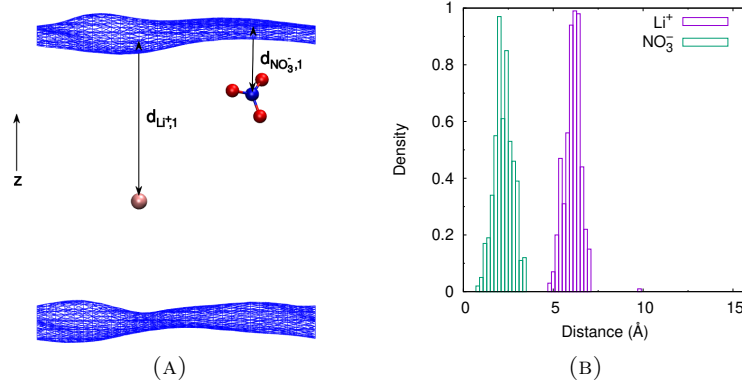 d_{NO_3^-,1}
d_{Li^+,1}
z
(A)
Li^+
NO_3^-
1
0.8
0.6
0.4
0.2
0
Density
0 5 10 15
Distance (Å)
(B)